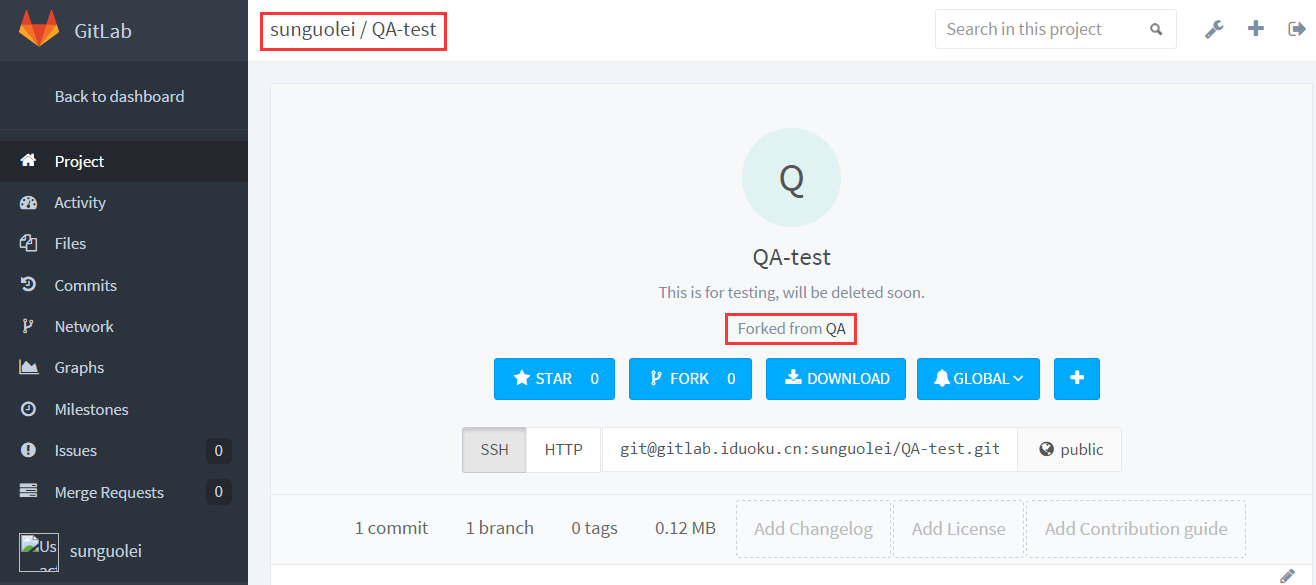 GitLab
sunguolei / QA-test
Search in this project
Back to dashboard
Project
Activity
Files
Commits
Network
Graphs
Milestones
Issues 0
Merge Requests 0
sunguolei
Q
QA-test
This is for testing, will be deleted soon.
Forked from QA
STAR 0 FORK 0 DOWNLOAD GLOBAL
SSH HTTP git@gitlab.iduoku.cn:sunguolei/QA-test.git public
1 commit 1 branch 0 tags 0.12 MB Add Changelog Add License Add Contribution guide